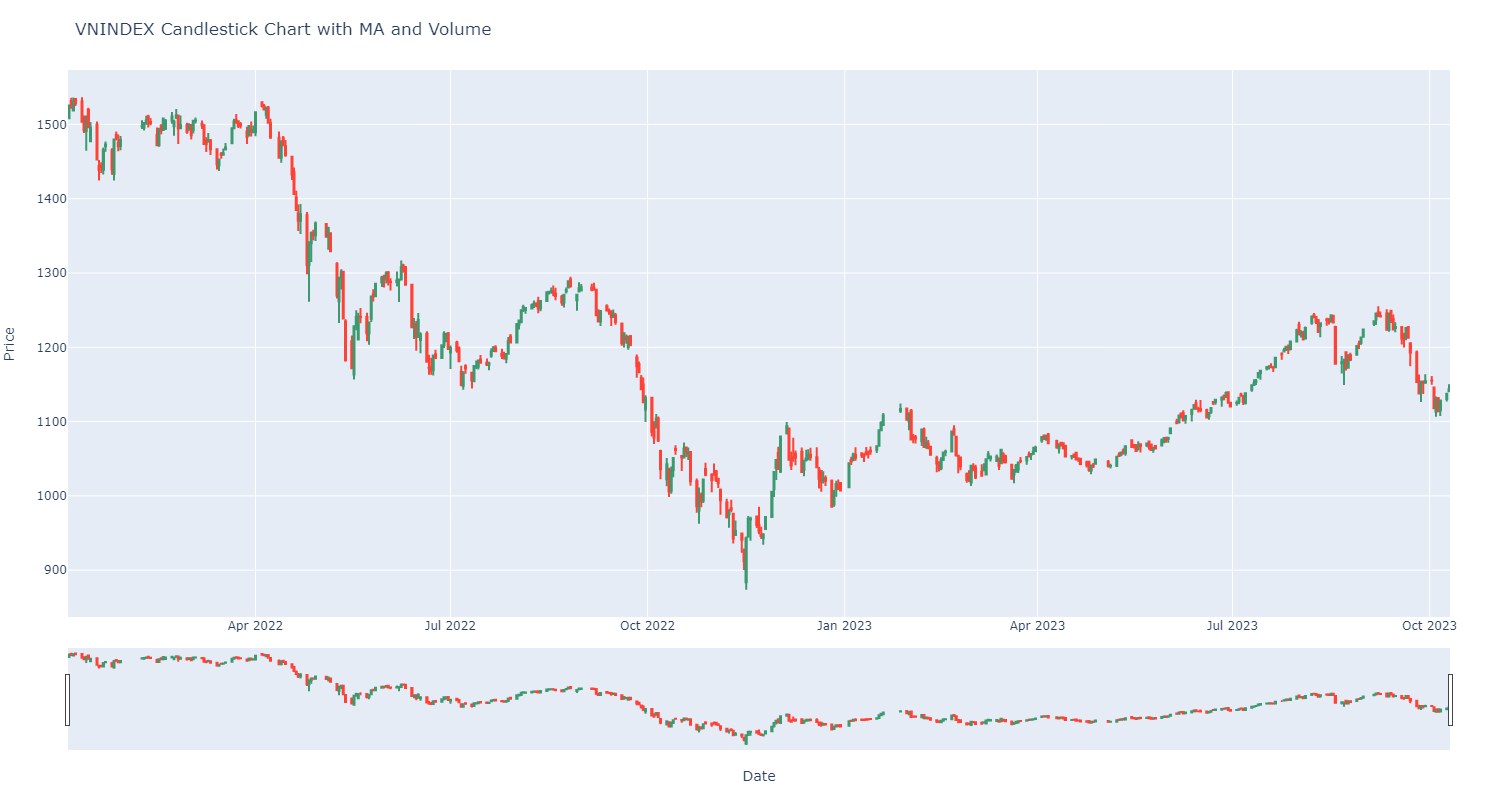 VNINDEX Candlestick Chart with MA and Volume
Price
1500
1400
1300
1200
1100
1000
900
Apr 2022 Jul 2022 Oct 2022 Jan 2023 Apr 2023 Jul 2023 Oct 2023
Date